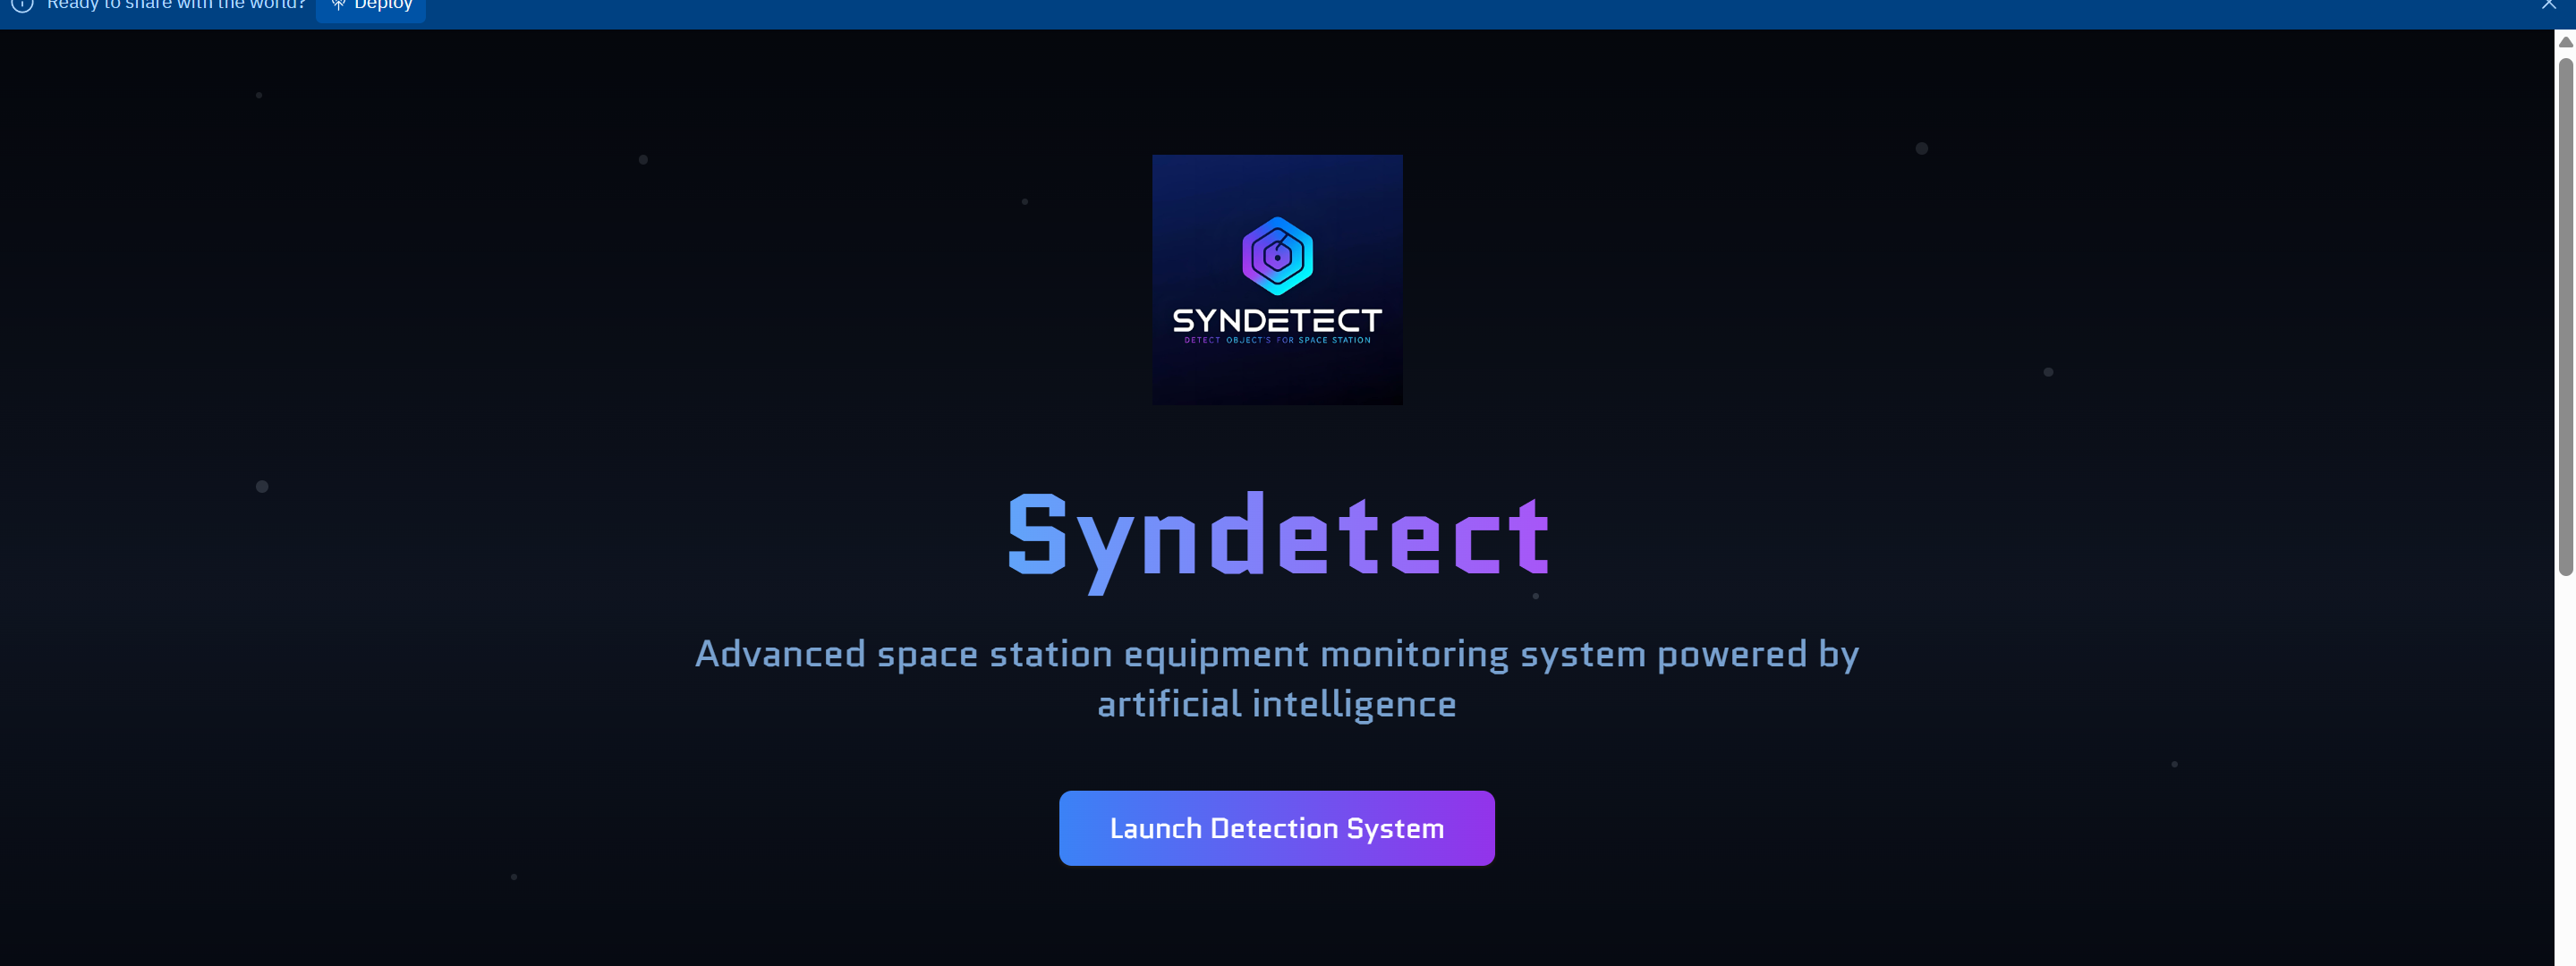 Ready to share with the world? Deploy
SYNDETECT
DETECT OBJECT'S FOR SPACE STATION
Syndetect
Advanced space station equipment monitoring system powered by
artificial intelligence
Launch Detection System